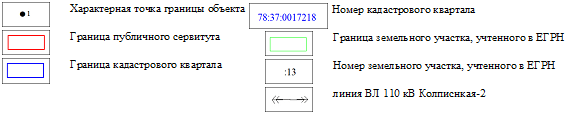 1
Характерная точка границы объекта
78:37:0017218
Номер кадастрового квартала
Граница публичного сервитута
Граница земельного участка, учтенного в ЕГРН
Граница кадастрового квартала
:13
Номер земельного участка, учтенного в ЕГРН
линия ВЛ 110 кВ Колписнкая-2